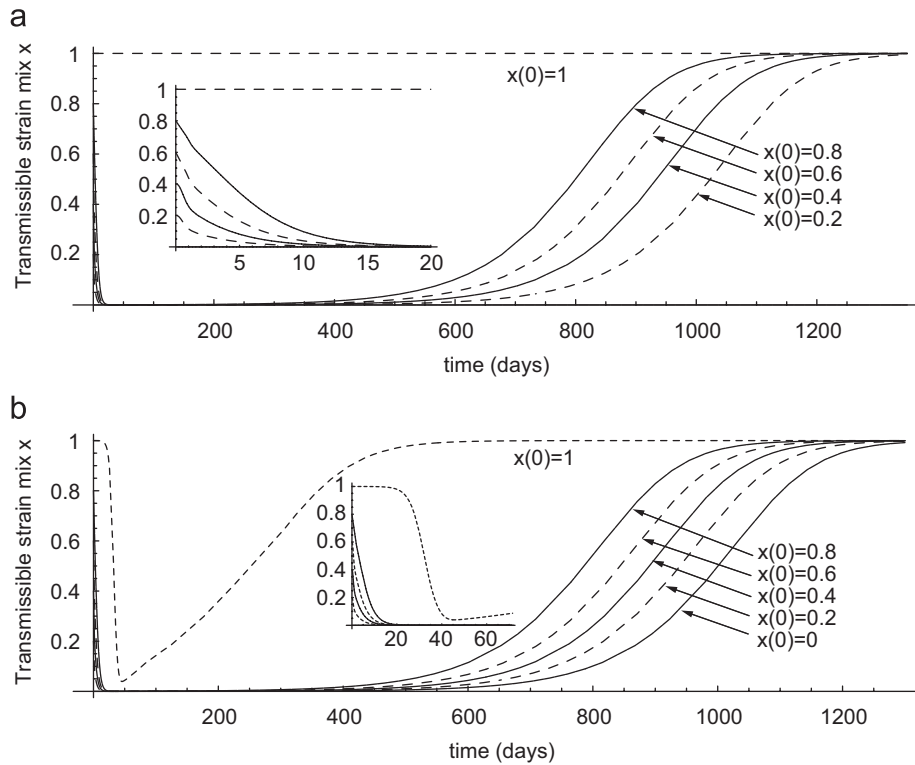 a
Transmissible strain mix x
1
0.8
0.6
0.4
0.2
x(0)=1
1
0.8
0.6
0.4
0.2
5 10 15 20
x(0)=0.8
x(0)=0.6
x(0)=0.4
x(0)=0.2
200 400 600 800 1000 1200
time (days)
b
Transmissible strain mix x
1
0.8
0.6
0.4
0.2
x(0)=1
1
0.8
0.6
0.4
0.2
20 40 60
x(0)=0.8
x(0)=0.6
x(0)=0.4
x(0)=0.2
x(0)=0
200 400 600 800 1000 1200
time (days)